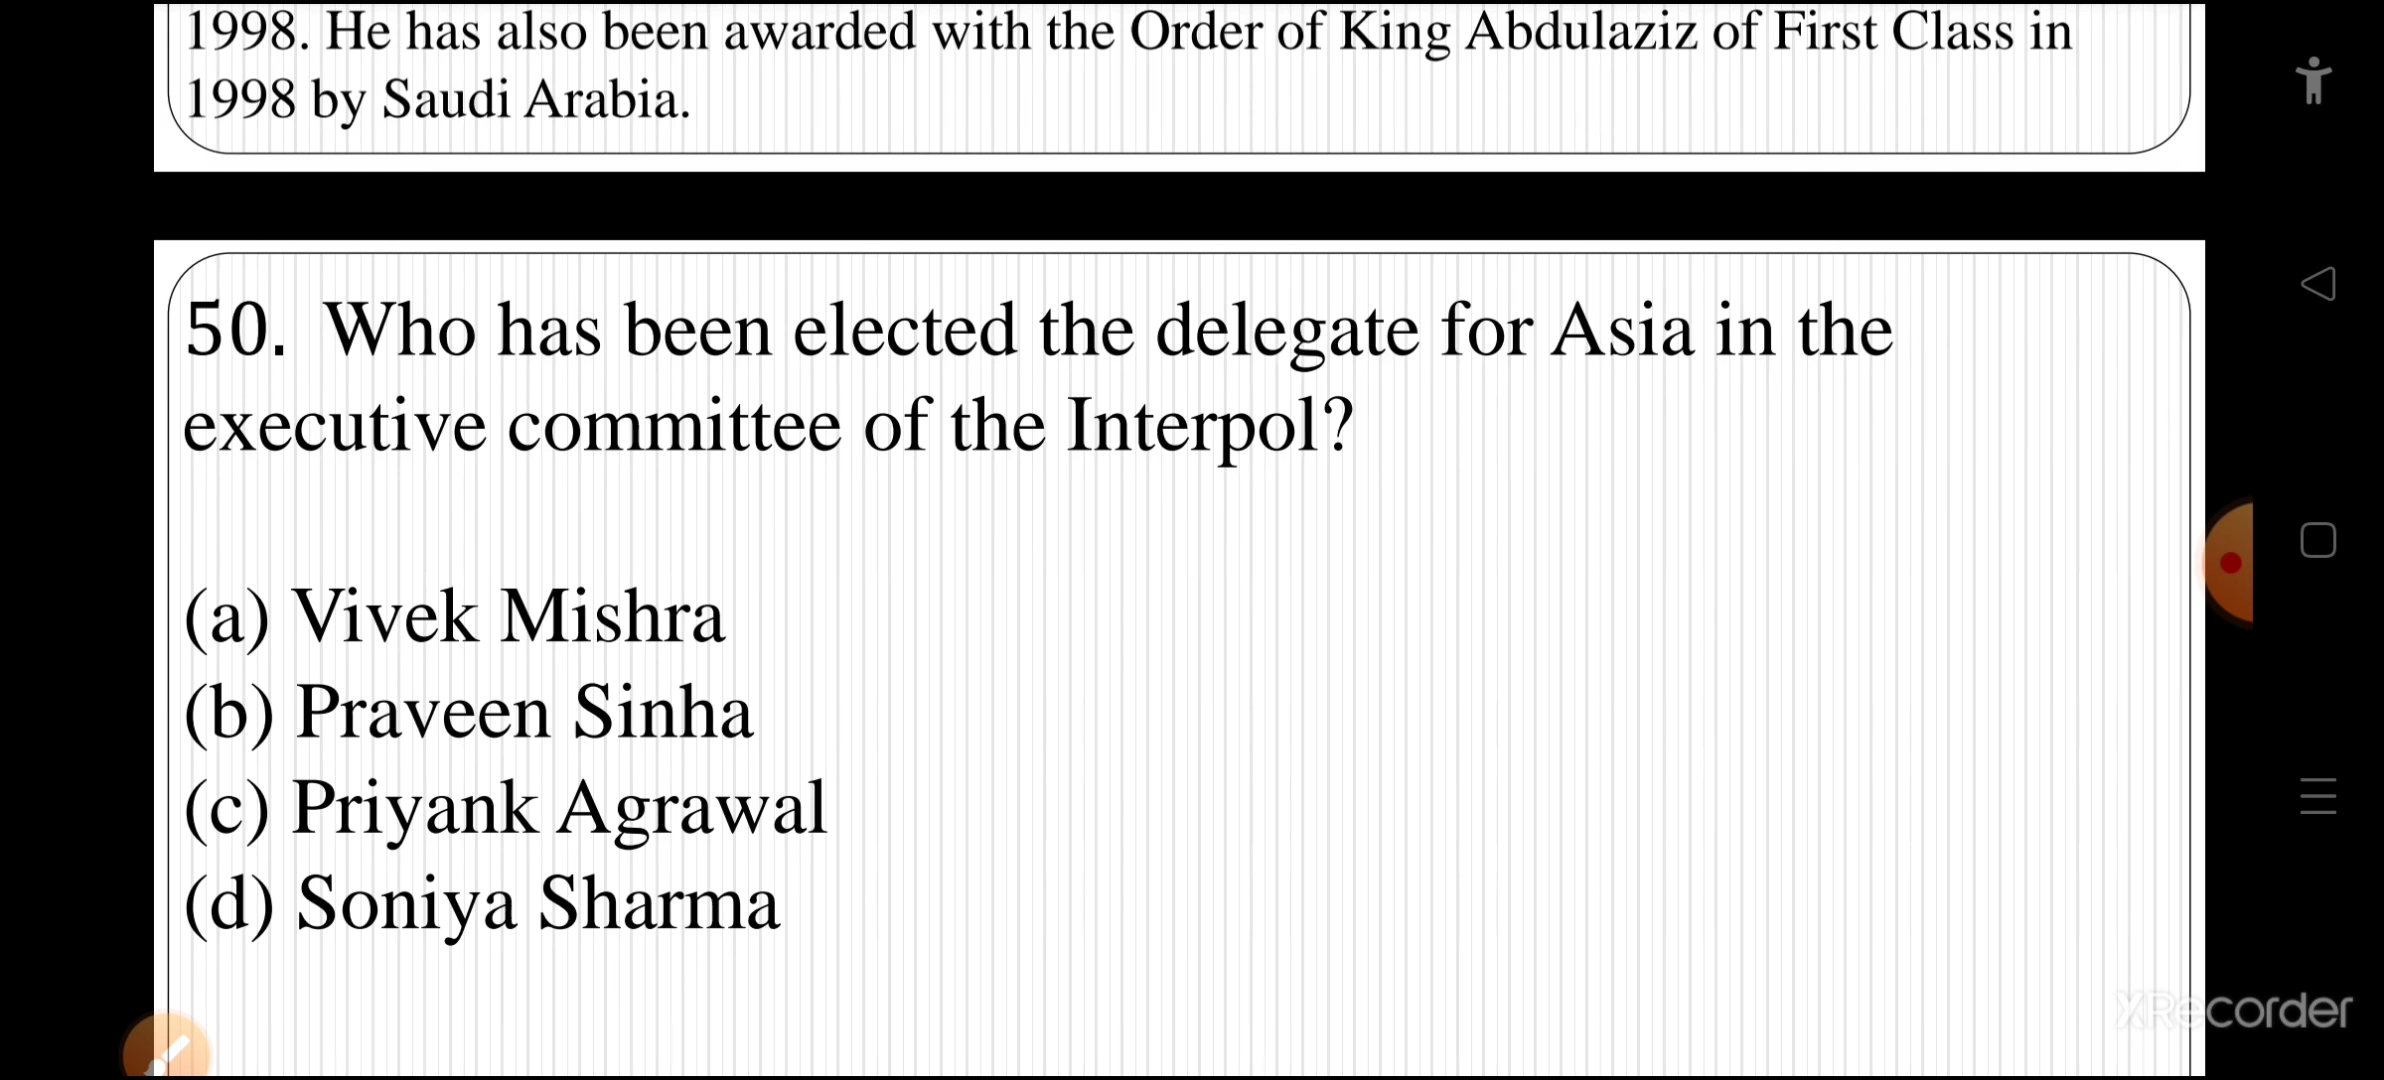 1998. He has also been awarded with the Order of King Abdulaziz of First Class in
1998 by Saudi Arabia.
50. Who has been elected the delegate for Asia in the
executive committee of the Interpol?
(a) Vivek Mishra
(b) Praveen Sinha
(c) Priyank Agrawal
(d) Soniya Sharma
XRecorder